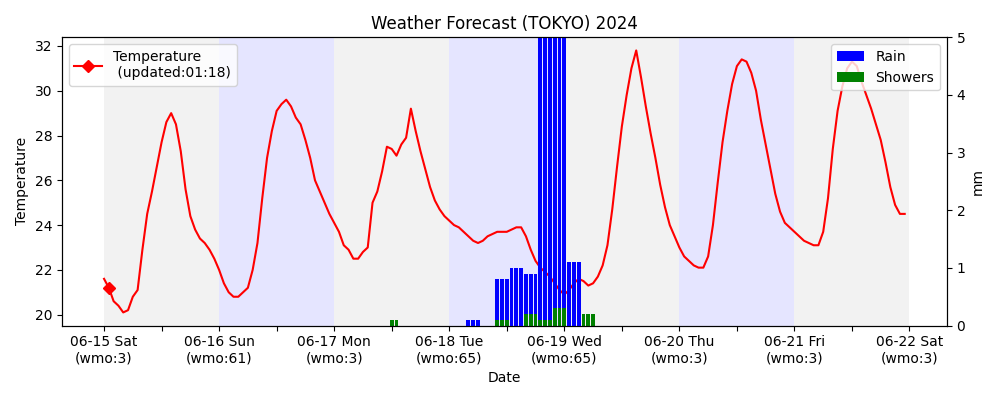 Weather Forecast (TOKYO) 2024
Temperature
(updated:01:18)
Rain
Showers
Temperature
32
30
28
26
24
22
20
5
4
3
2
1
0
mm
06-15 Sat
(wmo:3)
06-16 Sun
(wmo:61)
06-17 Mon
(wmo:3)
06-18 Tue
(wmo:65)
06-19 Wed
(wmo:65)
06-20 Thu
(wmo:3)
06-21 Fri
(wmo:3)
06-22 Sat
(wmo:3)
Date